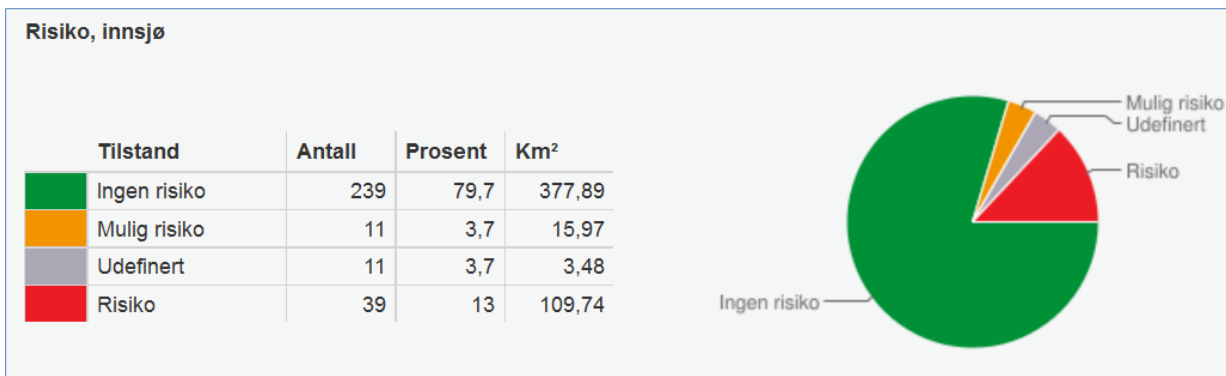 Risiko, innsjø
Tilstand Antall Prosent Km²
Ingen risiko 239 79,7 377,89
Mulig risiko 11 3,7 15,97
Udefinert 11 3,7 3,48
Risiko 39 13 109,74
Mulig risiko
Udefinert
Risiko
Ingen risiko